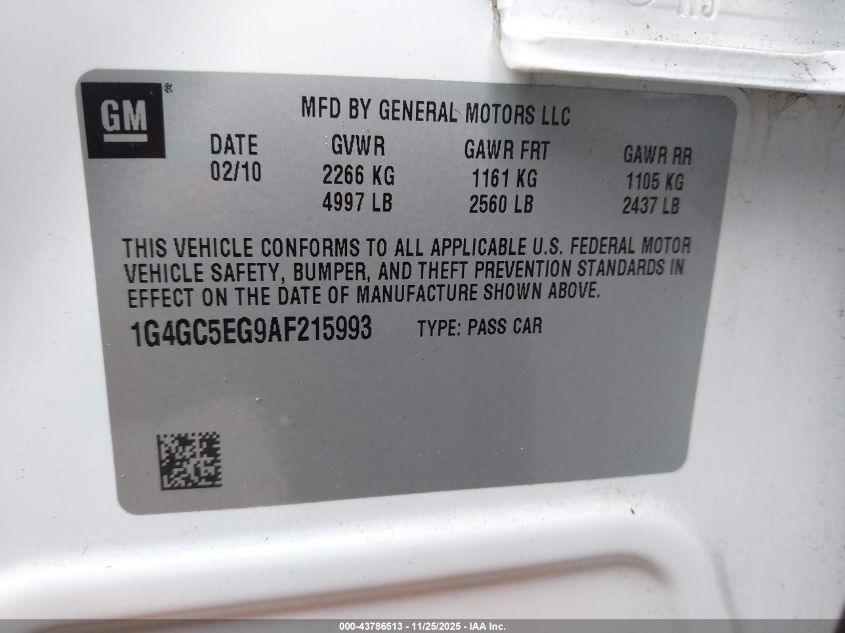 GM ®
MFD BY GENERAL MOTORS LLC
DATE GVWR GAWR FRT GAWR RR
02/10 2266 KG 1161 KG 1105 KG
4997 LB 2560 LB 2437 LB
THIS VEHICLE CONFORMS TO ALL APPLICABLE U.S. FEDERAL MOTOR
VEHICLE SAFETY, BUMPER, AND THEFT PREVENTION STANDARDS IN
EFFECT ON THE DATE OF MANUFACTURE SHOWN ABOVE.
1G4GC5EG9AF215993 TYPE: PASS CAR
000-43786513 - 11/25/2025 - IAA Inc.